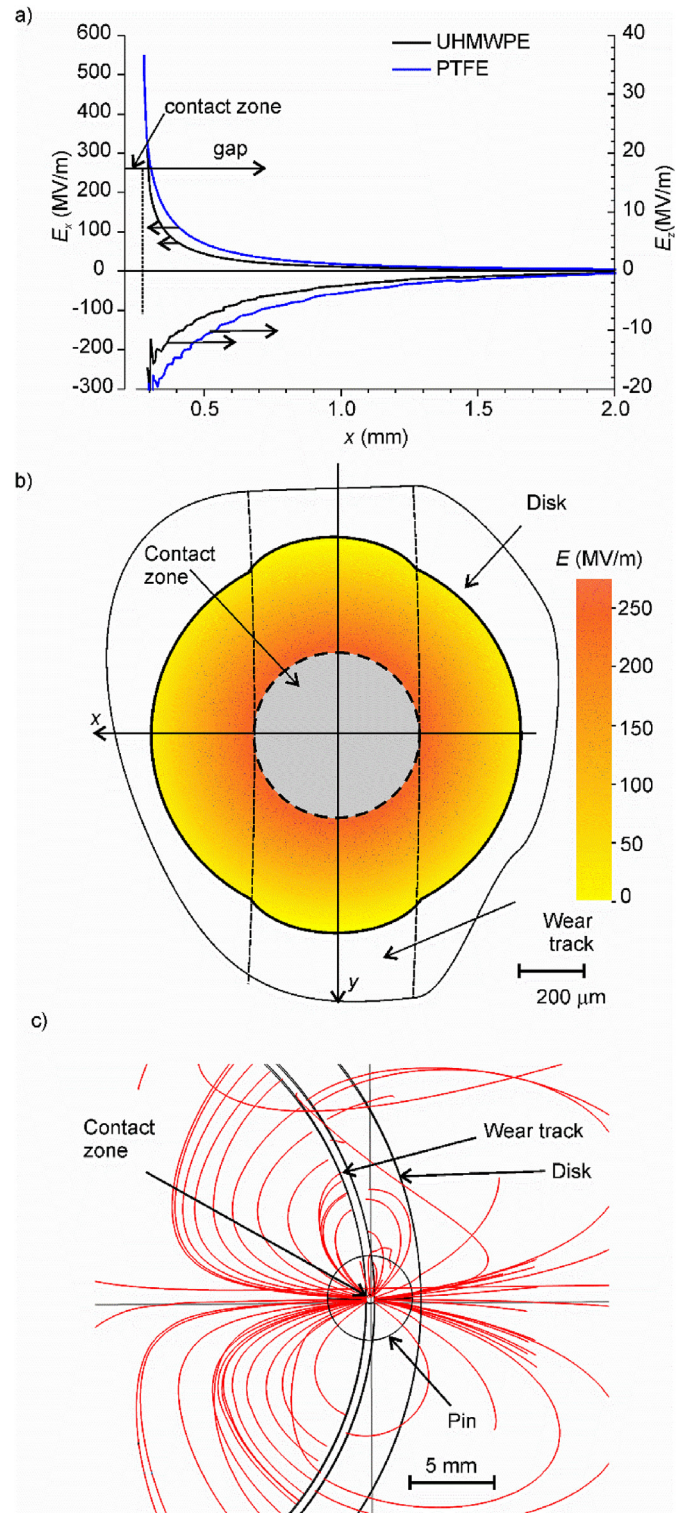 a)
UHMWPE
PTFE
contact zone
gap
600
500
400
300
200
100
0
-100
-200
-300
Ex (MV/m)
40
30
20
10
0
-10
-20
Ez(MV/m)
0.5
1.0
1.5
2.0
x (mm)
b)
Disk
Contact
zone
E (MV/m)
250
200
150
100
50
0
x
y
Wear
track
200 μm
c)
Contact
zone
Wear track
Disk
Pin
5 mm